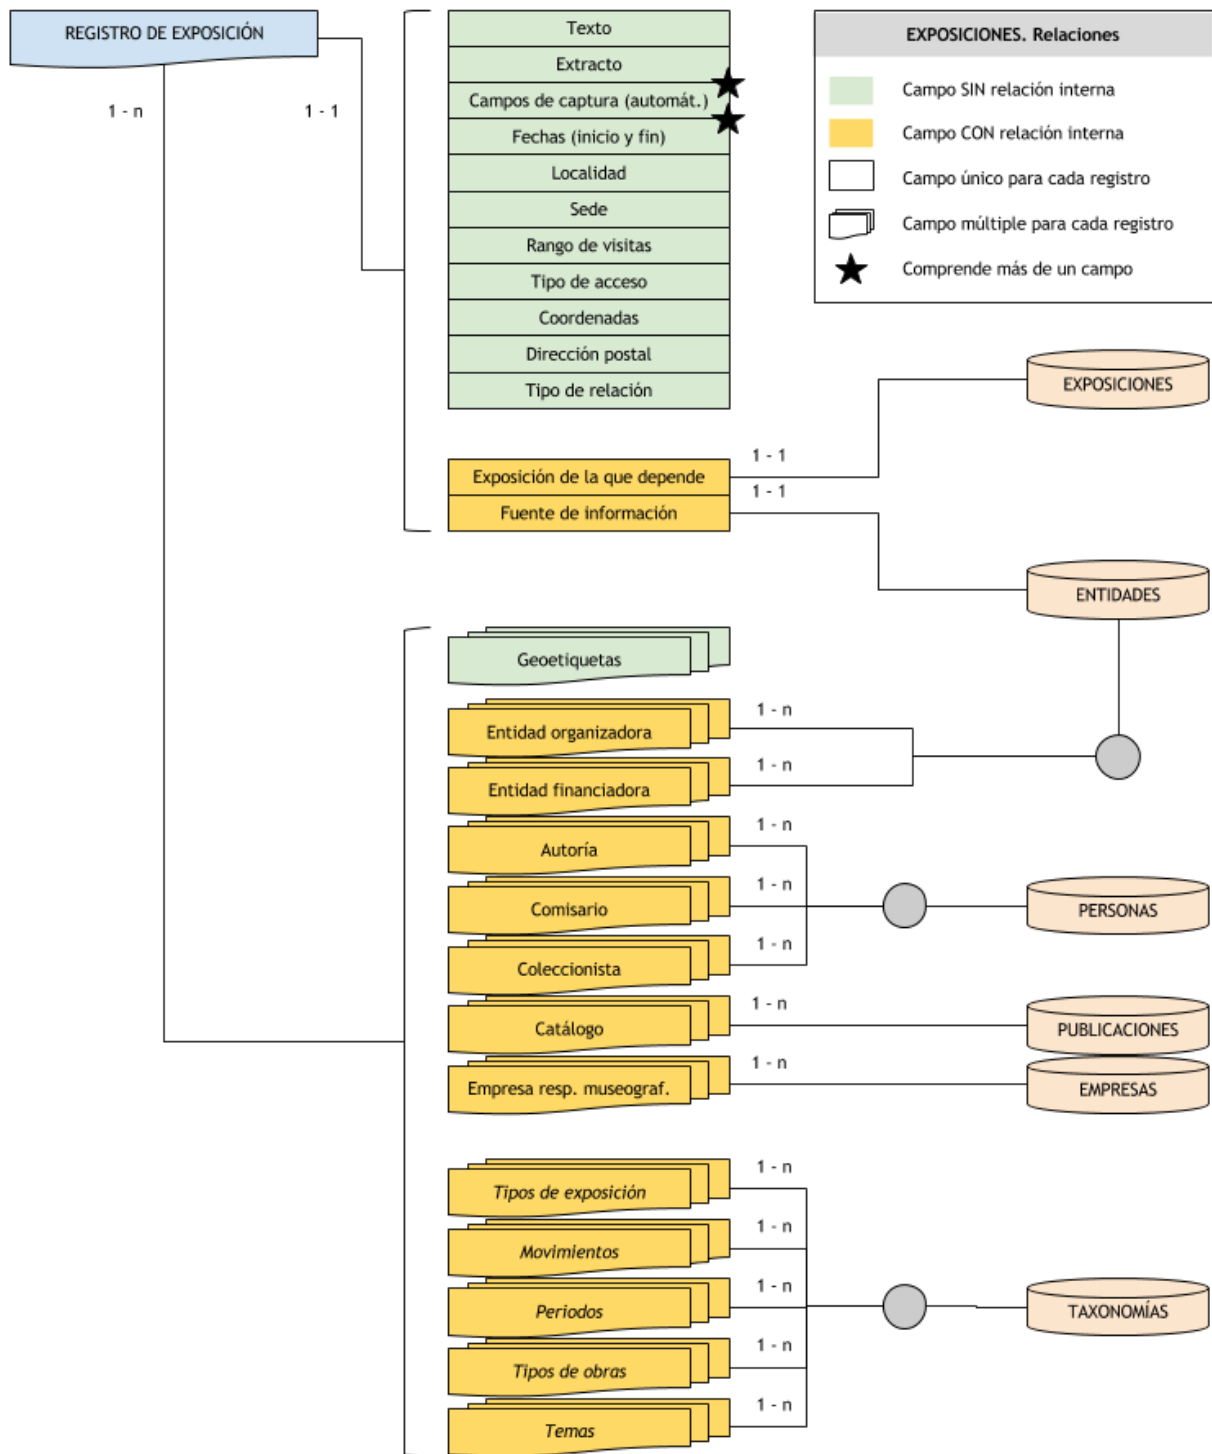 REGISTRO DE EXPOSICIÓN
1 - n
1 - 1
Texto
Extracto
Campos de captura (automát.)
Fechas (inicio y fin)
Localidad
Sede
Rango de visitas
Tipo de acceso
Coordenadas
Dirección postal
Tipo de relación
EXPOSICIONES. Relaciones
Campo SIN relación interna
Campo CON relación interna
Campo único para cada registro
Campo múltiple para cada registro
Comprende más de un campo
Exposición de la que depende
1 - 1
EXPOSICIONES
Fuente de información
1 - 1
ENTIDADES
Geoetiquetas
Entidad organizadora
1 - n
Entidad financiadora
1 - n
Autoría
1 - n
Comisario
1 - n
PERSONAS
Coleccionista
1 - n
Catálogo
1 - n
PUBLICACIONES
Empresa resp. museograf.
1 - n
EMPRESAS
Tipos de exposición
1 - n
Movimientos
1 - n
Periodos
1 - n
TAXONOMÍAS
Tipos de obras
1 - n
Temas
1 - n